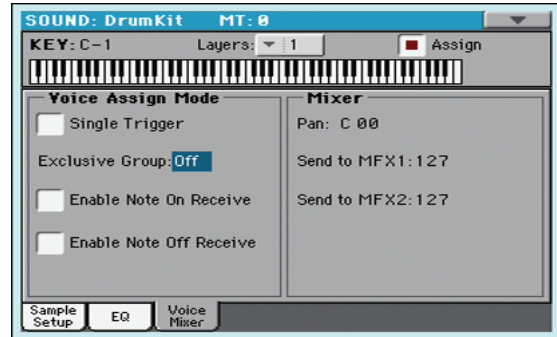 SOUND: DrumKit MT: 0
KEY: C-1 Layers: 1 Assign
Voice Assign Mode
Single Trigger
Exclusive Group: Off
Enable Note On Receive
Enable Note Off Receive
Mixer
Pan: C 00
Send to MFX1: 127
Send to MFX2: 127
Sample Setup
EQ
Voice Mixer